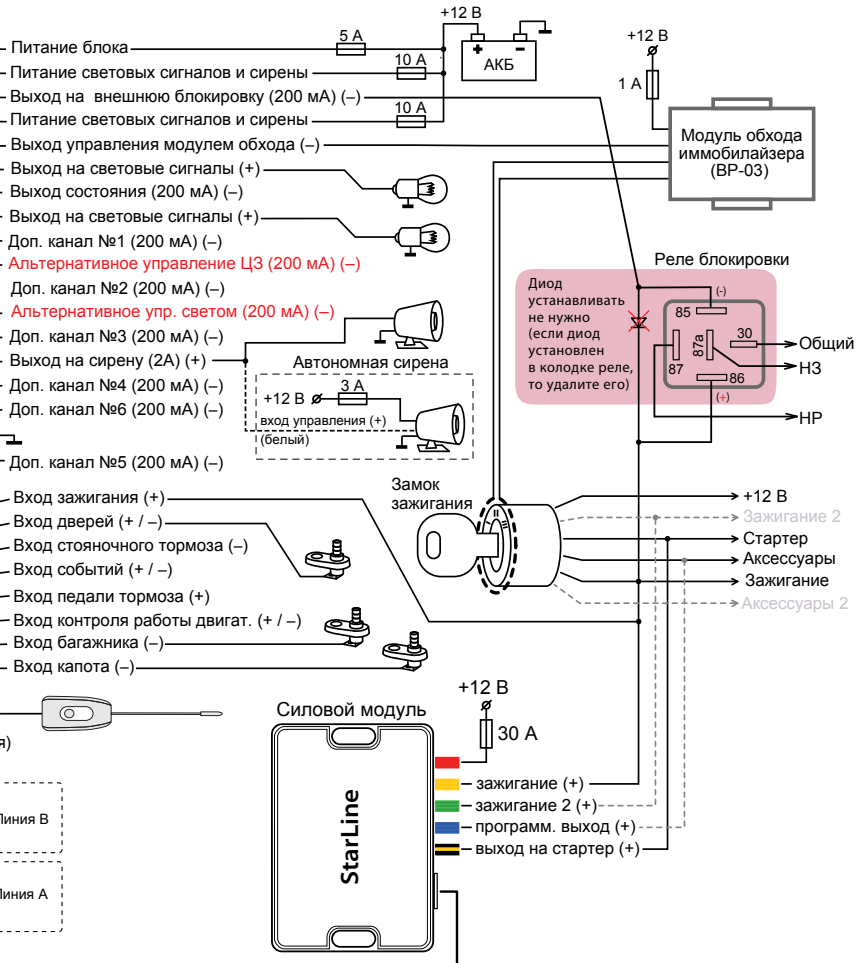 +12 В
5 А
Питание блока
10 А
Питание световых сигналов и сирены
Выход на внешнюю блокировку (200 мА) (–)
10 А
Питание световых сигналов и сирены
Выход управления модулем обхода (–)
Выход на световые сигналы (+)
Выход состояния (200 мА) (–)
Выход на световые сигналы (+)
Доп. канал №1 (200 мА) (–)
Альтернативное управление ЦЗ (200 мА) (–)
Доп. канал №2 (200 мА) (–)
Альтернативное упр. светом (200 мА) (–)
Доп. канал №3 (200 мА) (–)
Выход на сирену (2А) (+)
Доп. канал №4 (200 мА) (–)
Доп. канал №6 (200 мА) (–)
Доп. канал №5 (200 мА) (–)
+ –
АКБ
+12 В
1 А
Модуль обхода
иммобилайзера
(BP-03)
Реле блокировки
Диод
устанавливать
не нужно
(если диод
установлен
в колодке реле,
то удалите его)
(-)
85
87
87а
30
86
(+)
Общий
НЗ
НР
Автономная сирена
+12 В
3 А
вход управления (+)
(белый)
Вход зажигания (+)
Вход дверей (+ / –)
Вход стояночного тормоза (–)
Вход событий (+ / –)
Вход педали тормоза (+)
Вход контроля работы двигат. (+ / –)
Вход багажника (–)
Вход капота (–)
Замок
зажигания
I
II
III
+12 В
Зажигание 2
Стартер
Аксессуары
Зажигание
Аксессуары 2
я)
Линия В
Линия А
Силовой модуль
StarLine
+12 В
30 А
зажигание (+)
зажигание 2 (+)
программ. выход (+)
выход на стартер (+)